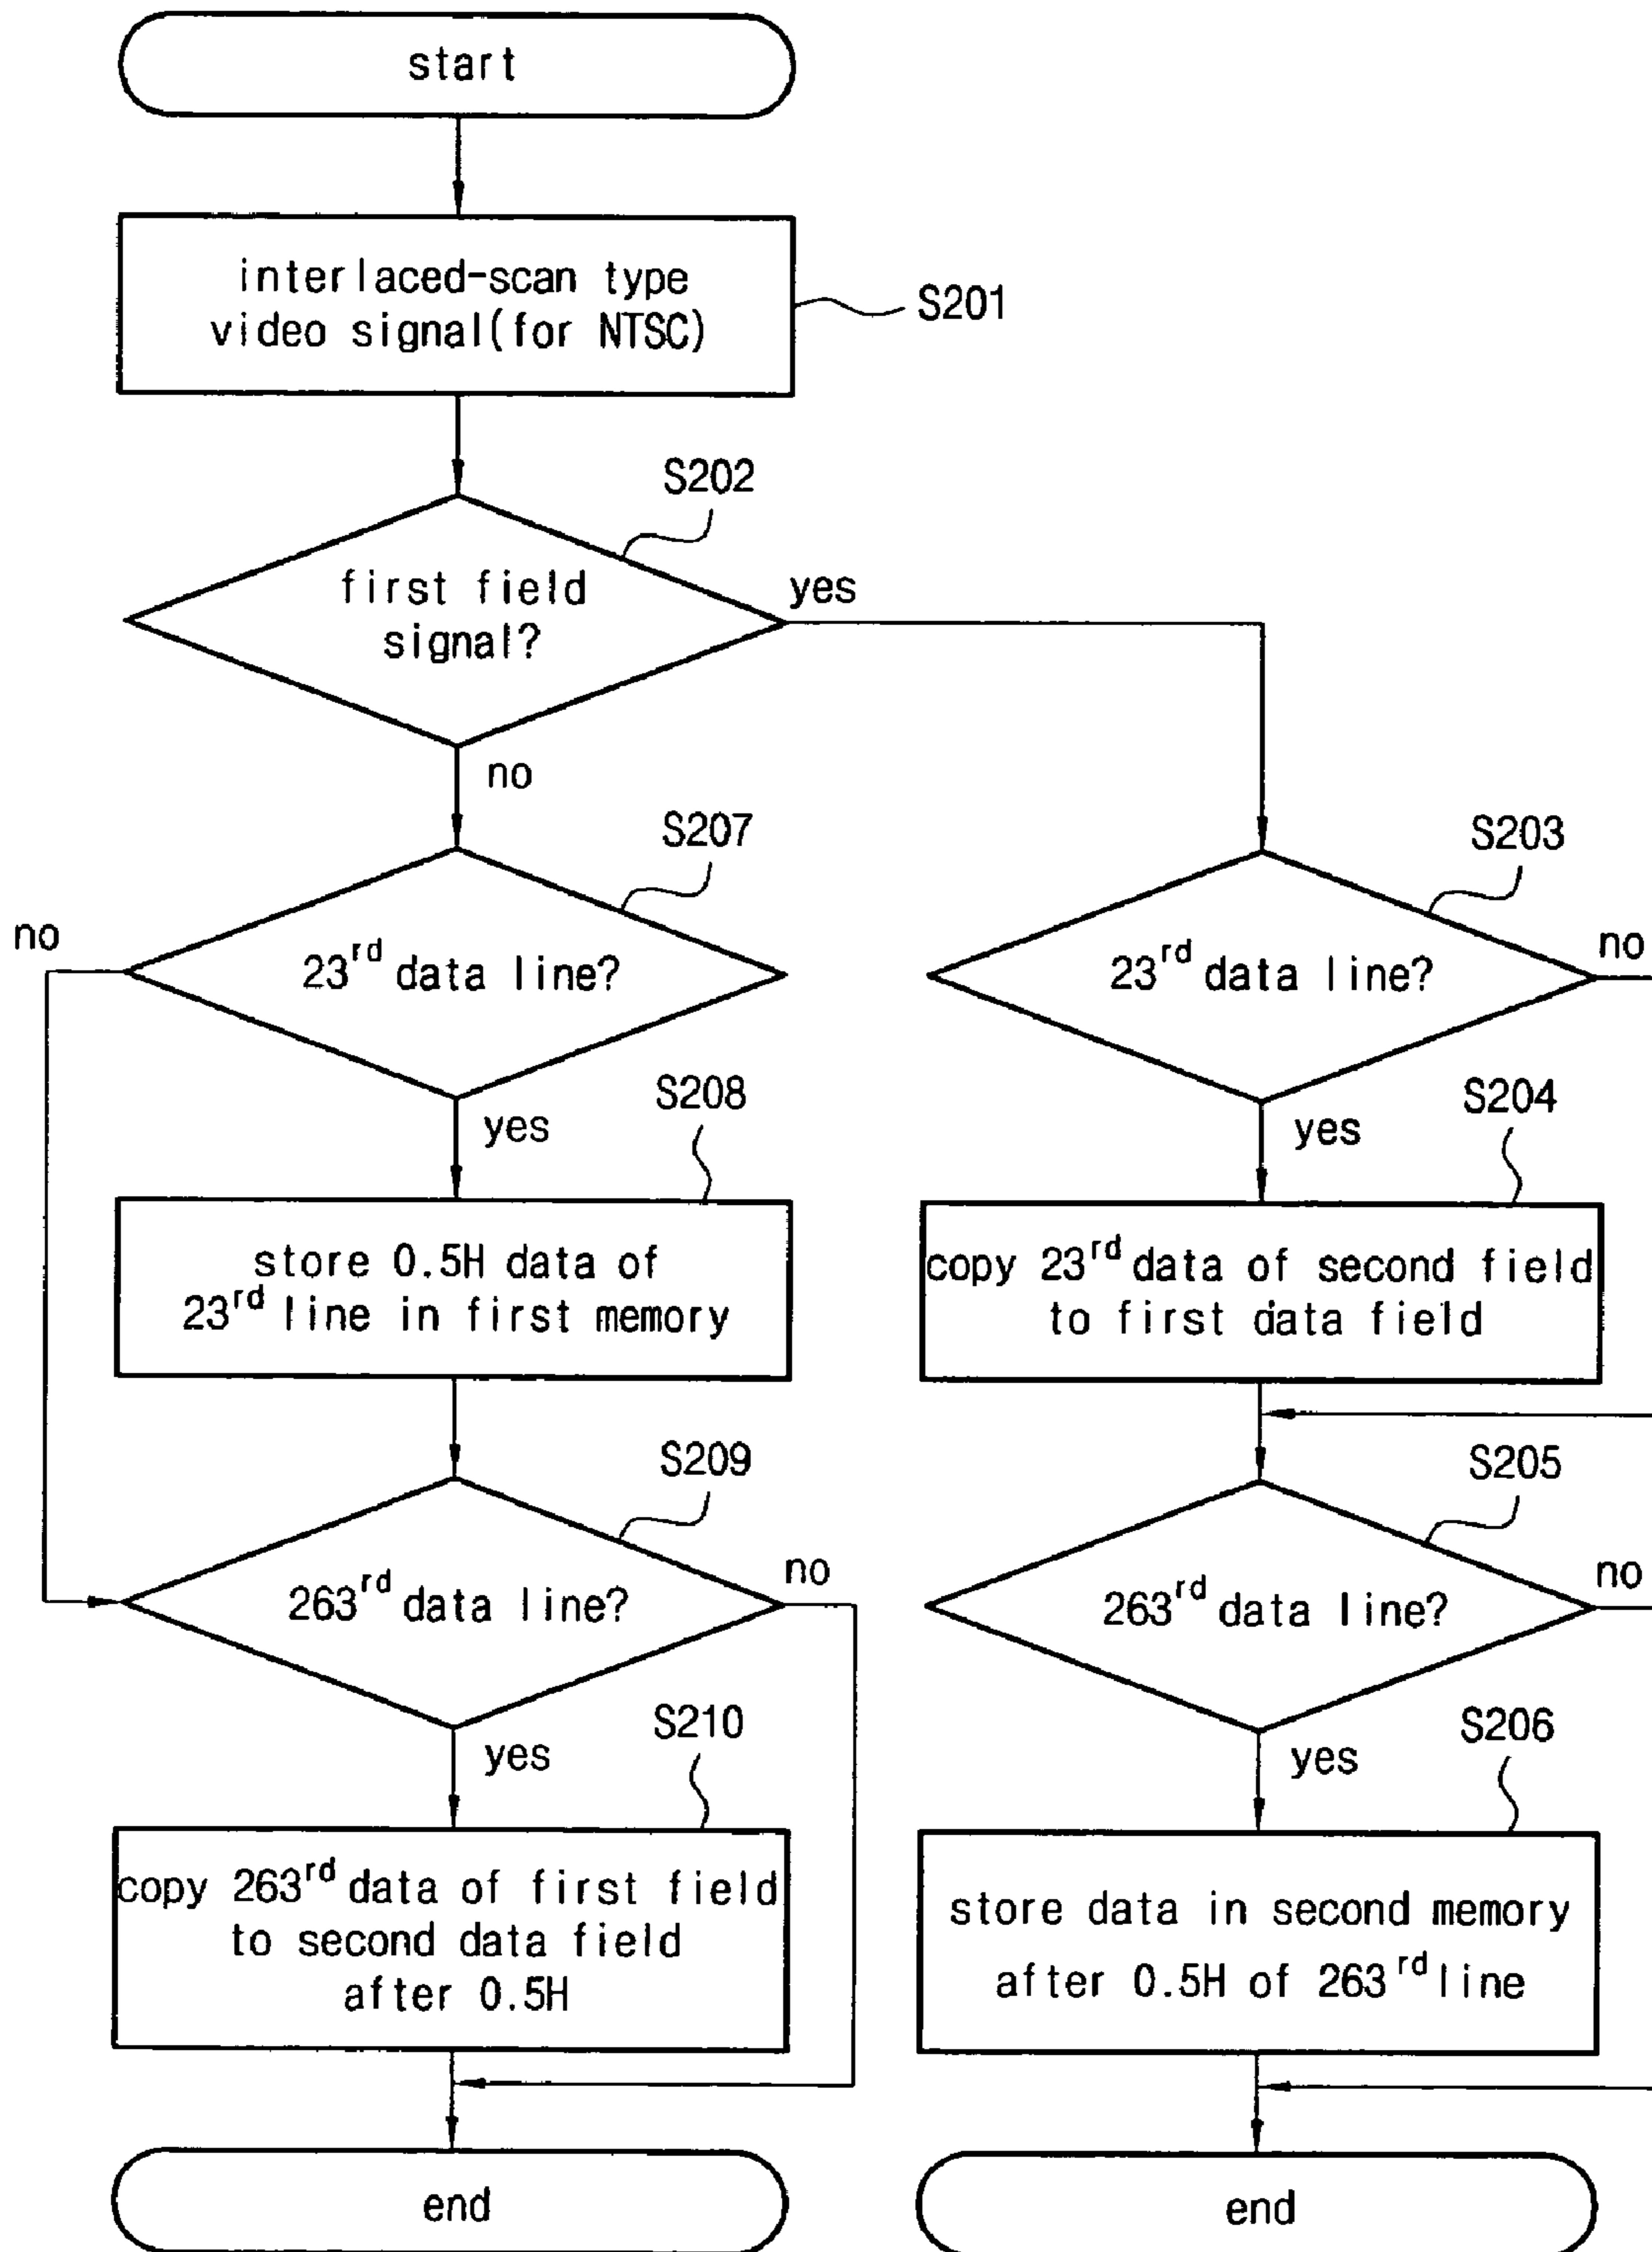 start
interlaced-scan type
video signal(for NTSC)
S201
S202
first field
signal?
yes
no
S207
23rd data line?
no
yes
S208
store 0.5H data of
23rd line in first memory
S209
263rd data line?
no
yes
S210
copy 263rd data of first field
to second data field
after 0.5H
end
S203
23rd data line?
no
yes
S204
copy 23rd data of second field
to first data field
S205
263rd data line?
no
yes
S206
store data in second memory
after 0.5H of 263rd line
end